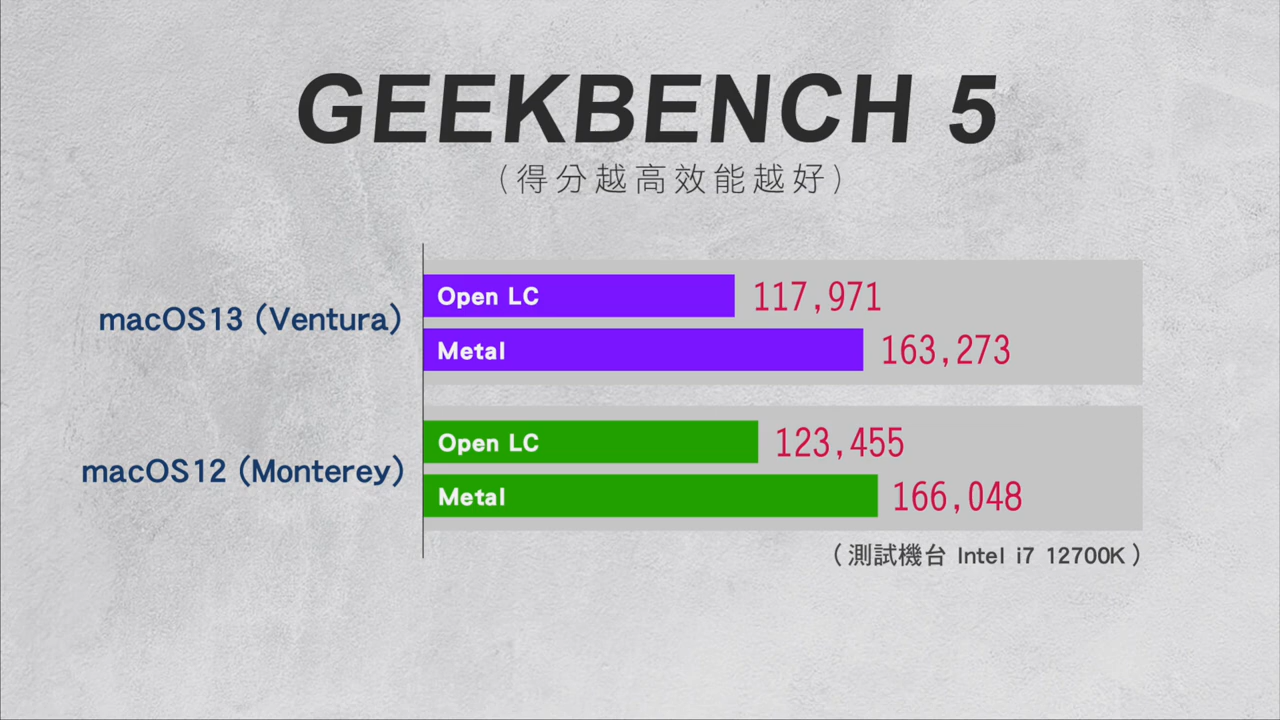 GEEKBENCH 5
(得分越高效能越好)
macOS13 (Ventura)
Open LC 117,971
Metal 163,273
macOS12 (Monterey)
Open LC 123,455
Metal 166,048
(測試機台 Intel i7 12700K)